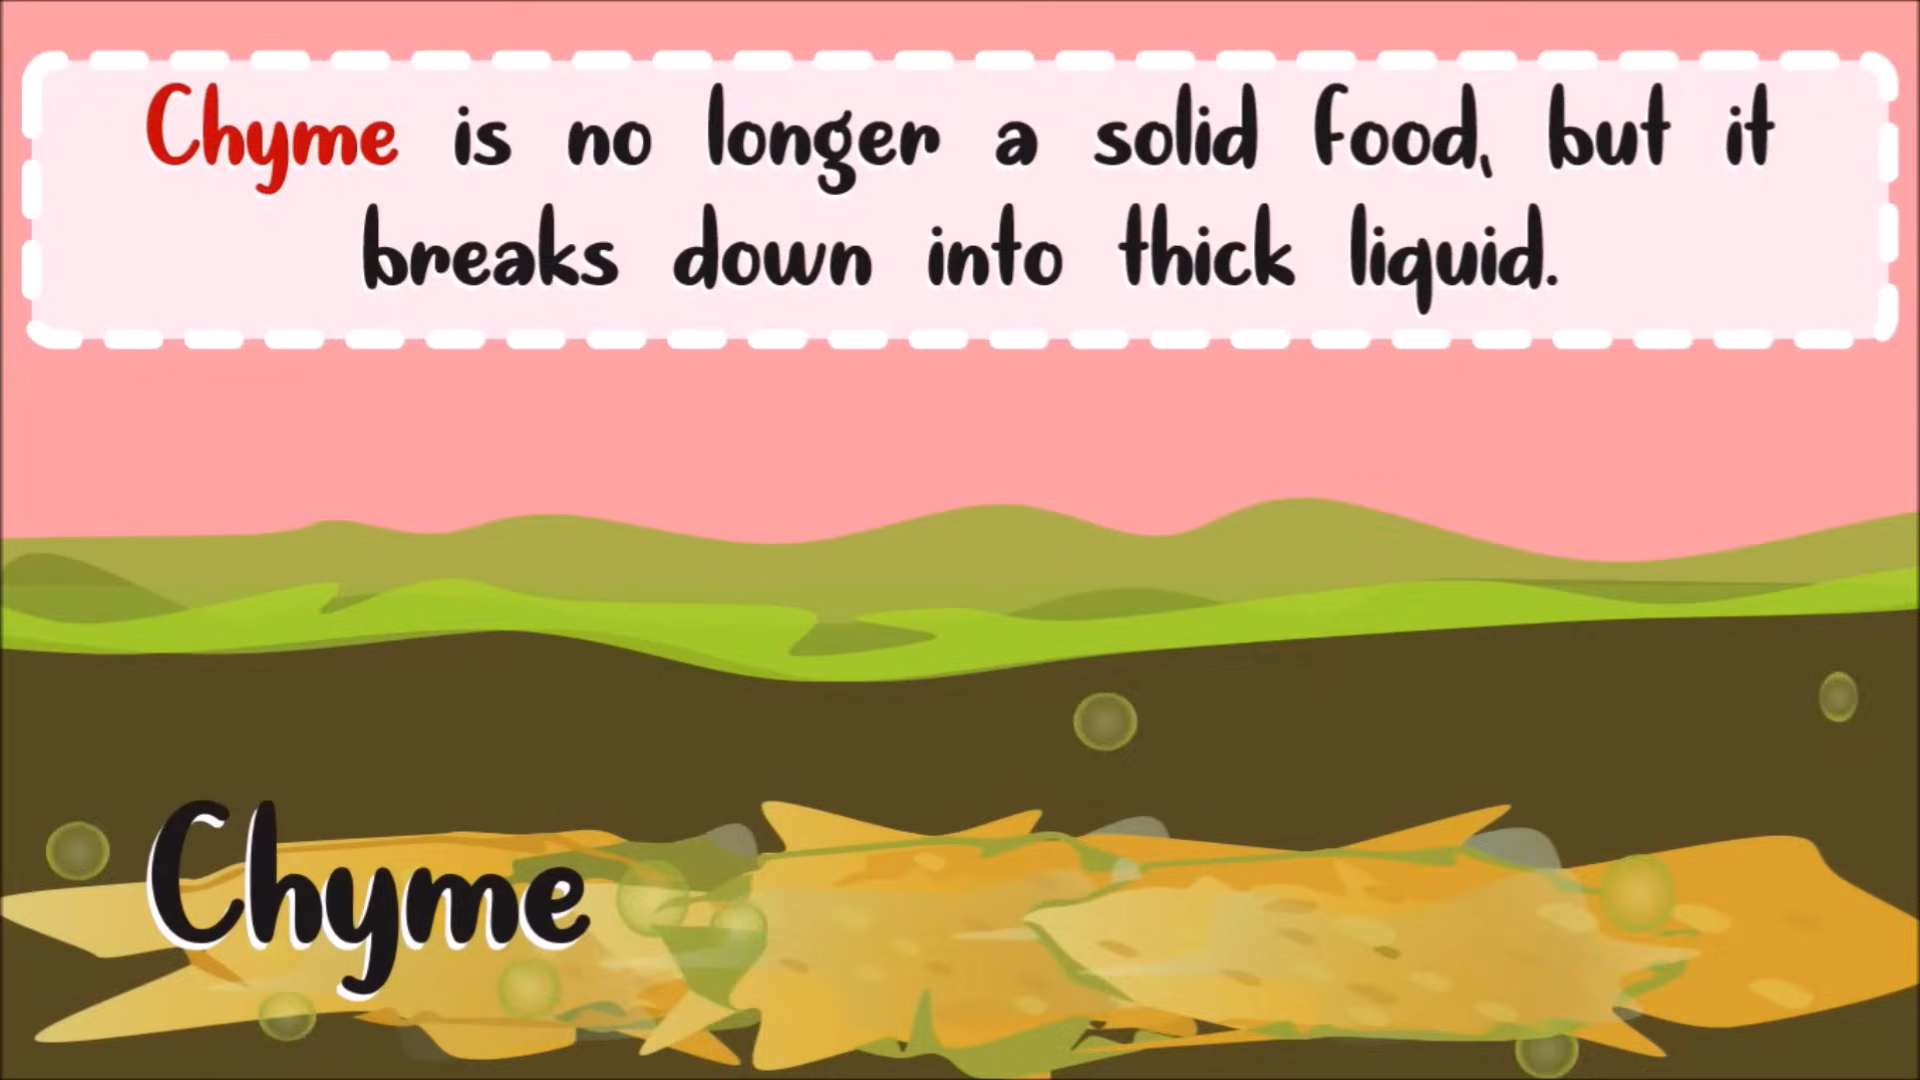 Chyme is no longer a solid food, but it
breaks down into thick liquid.
Chyme